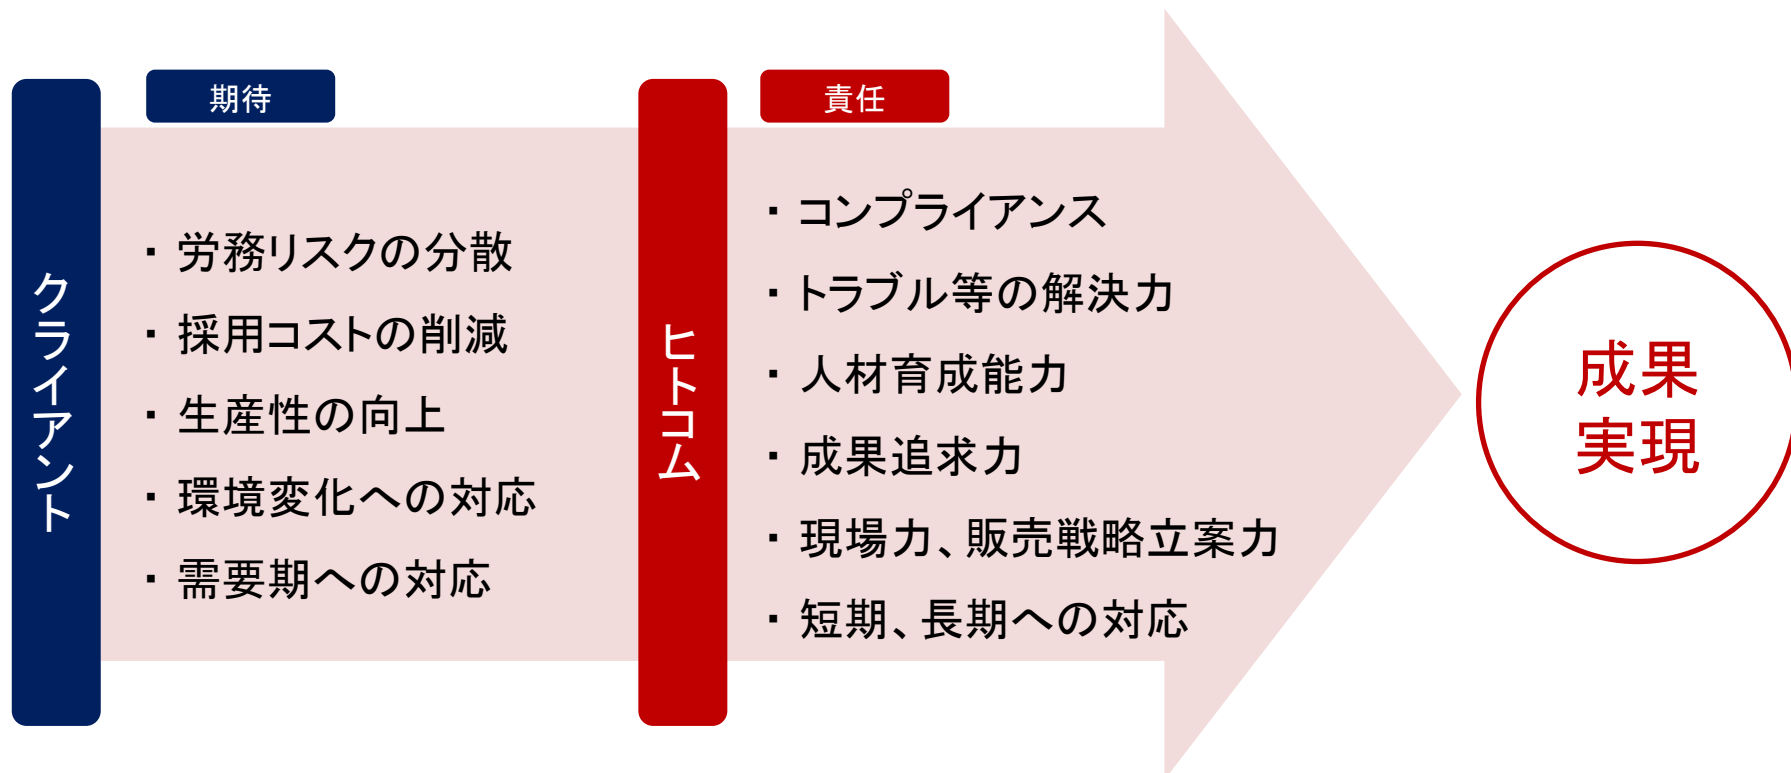 クライアント
期待
・ 労務リスクの分散
・ 採用コストの削減
・ 生産性の向上
・ 環境変化への対応
・ 需要期への対応
ヒトコム
責任
・ コンプライアンス
・ トラブル等の解決力
・ 人材育成能力
・ 成果追求力
・ 現場力、販売戦略立案力
・ 短期、長期への対応
成果
実現